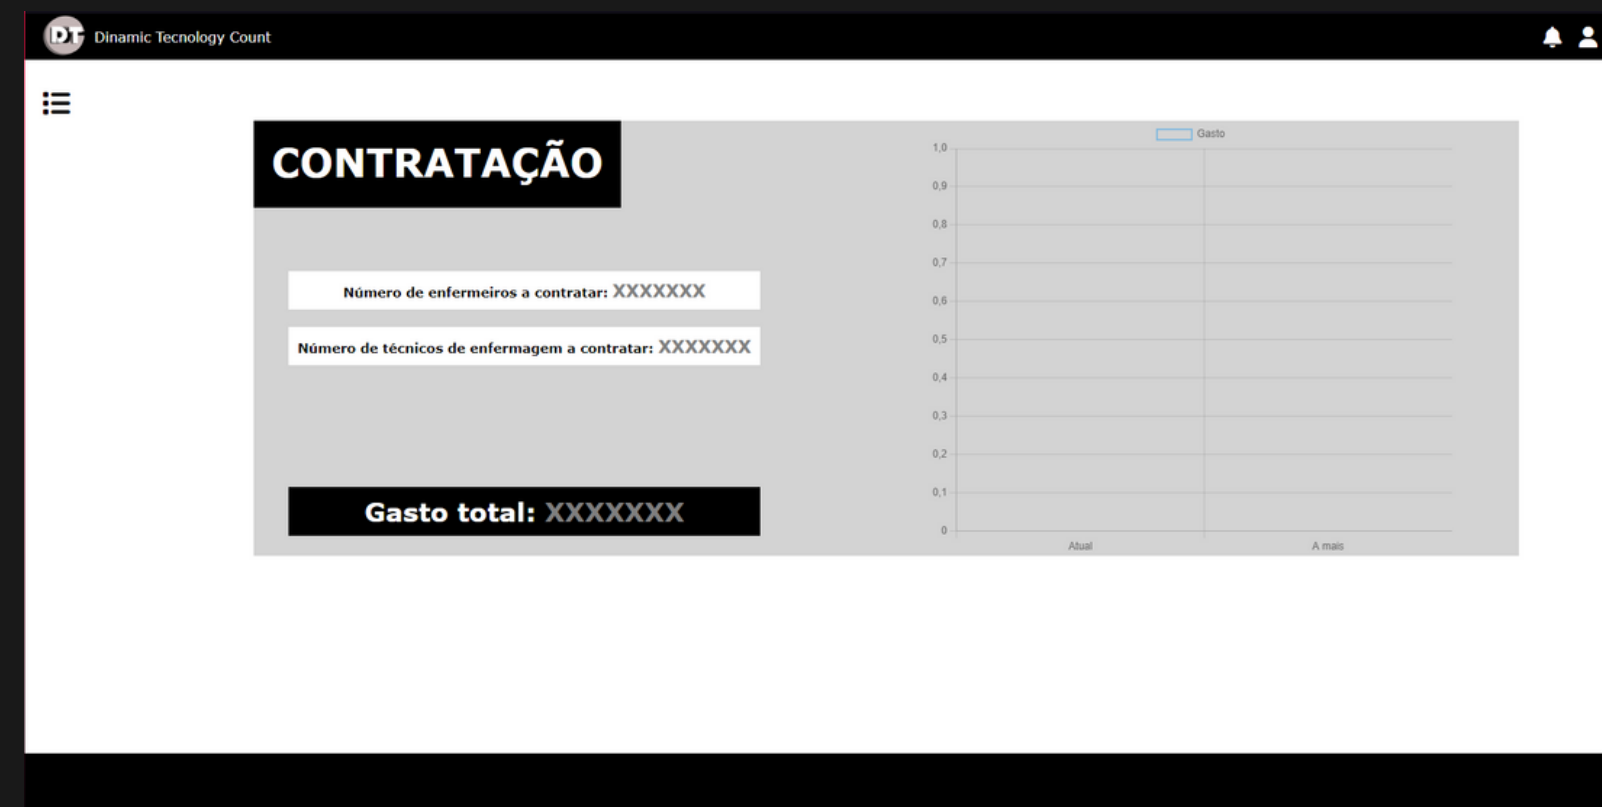 DT Dinamic Tecnology Count
CONTRATAÇÃO
Número de enfermeiros a contratar: XXXXXXX
Número de técnicos de enfermagem a contratar: XXXXXXX
Gasto total: XXXXXXX
Gasto
1,0
0,9
0,8
0,7
0,6
0,5
0,4
0,3
0,2
0,1
0
Atual A mais